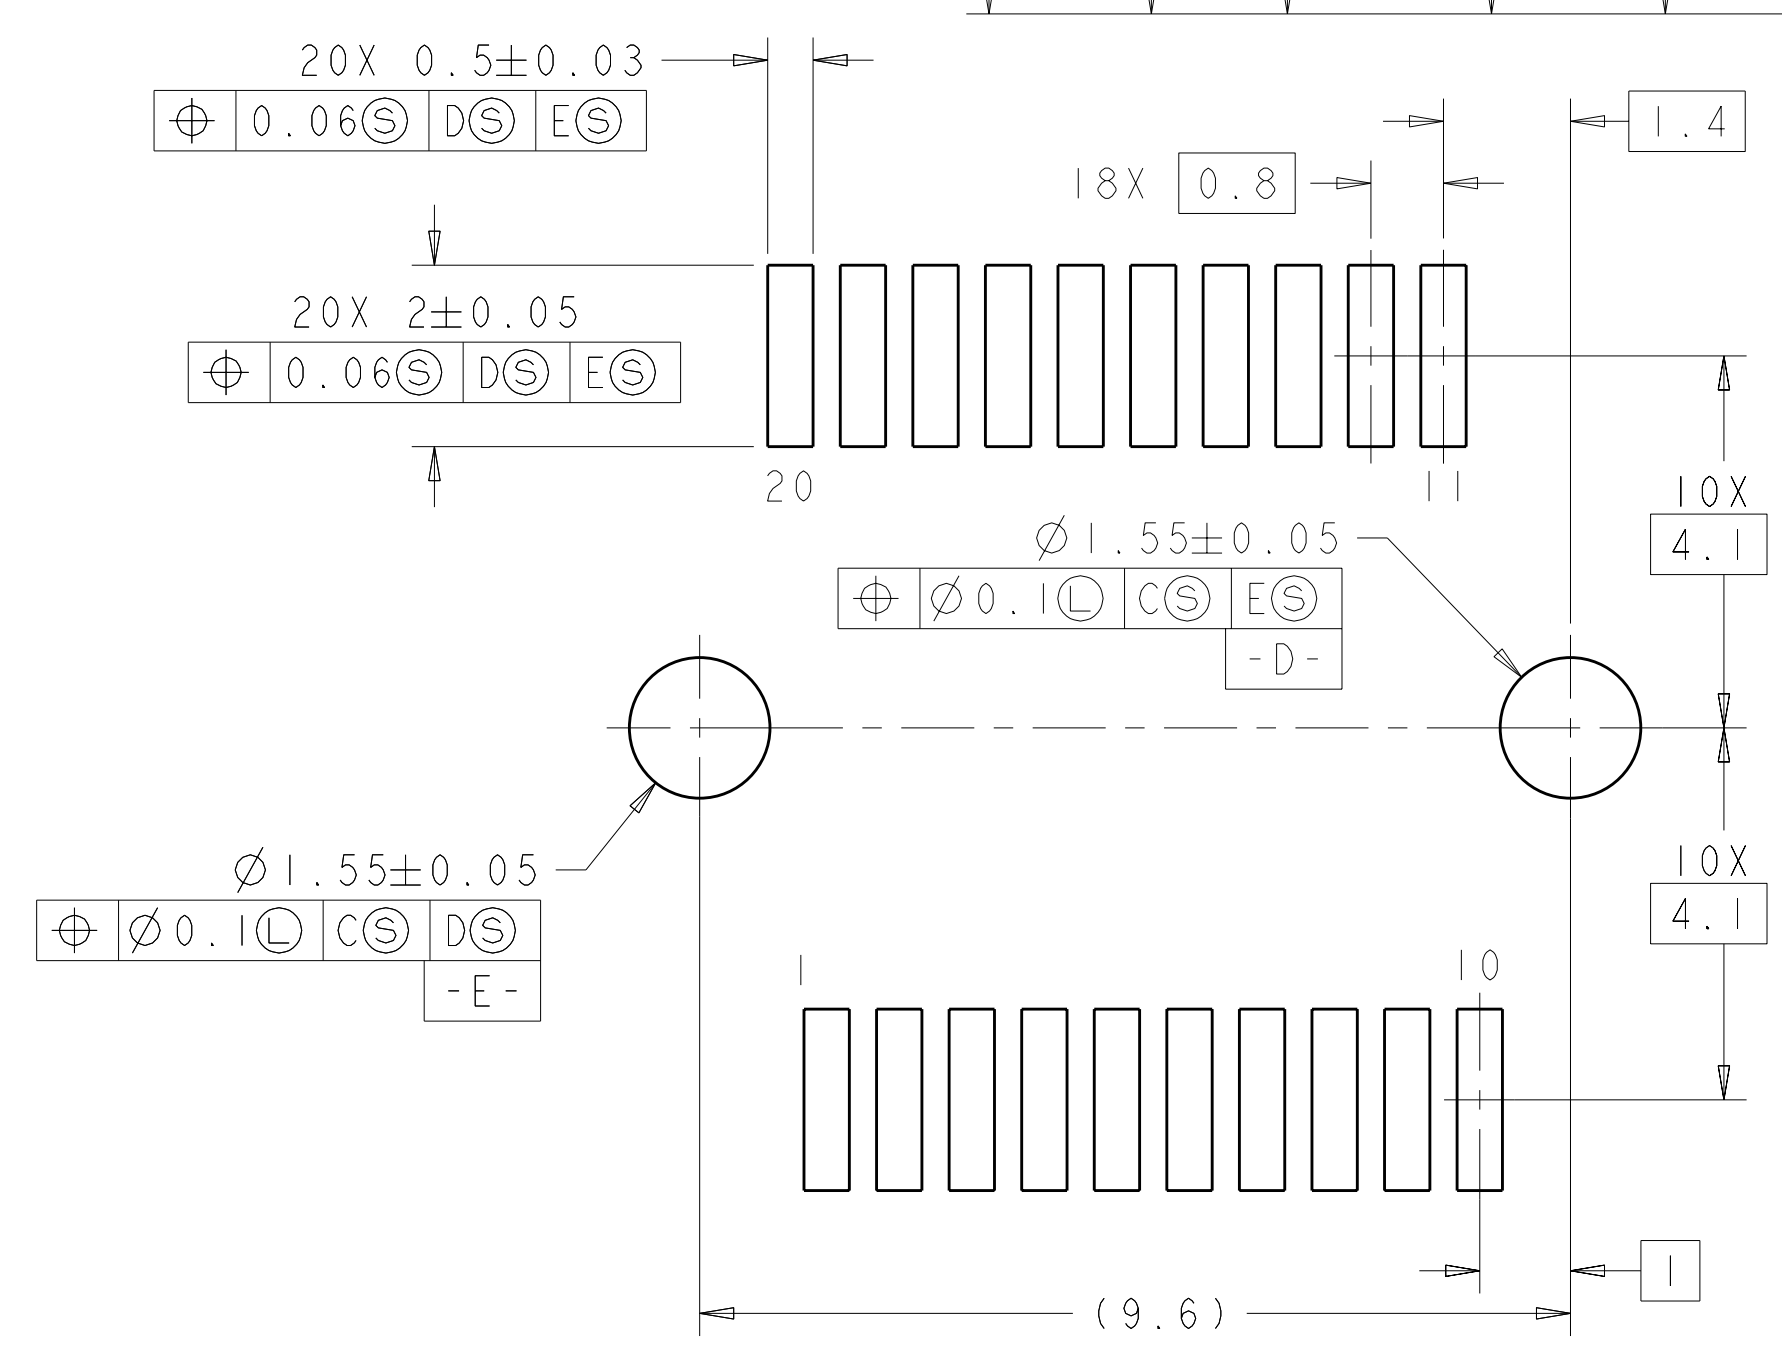 20X 0.5±0.03
⌖ 0.06Ⓢ DⓈ EⓈ
1.4
18X 0.8
20X 2±0.05
⌖ 0.06Ⓢ DⓈ EⓈ
20 11
10X
4.1
Ø1.55±0.05
⌖ Ø0.1Ⓛ CⓈ EⓈ
-D-
Ø1.55±0.05
⌖ Ø0.1Ⓛ CⓈ DⓈ
-E-
10X
4.1
1 10
1
(9.6)